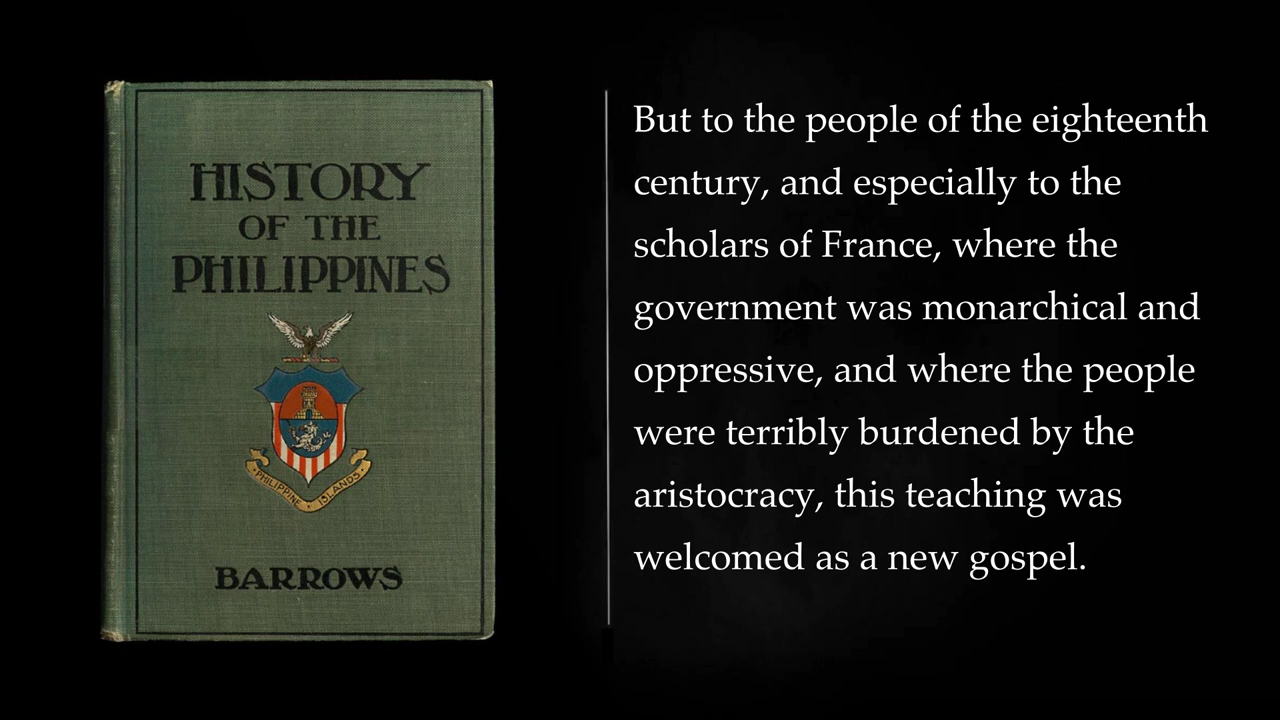 HISTORY
OF THE
PHILIPPINES
PHILIPPINE ISLANDS
BARROWS
But to the people of the eighteenth
century, and especially to the
scholars of France, where the
government was monarchical and
oppressive, and where the people
were terribly burdened by the
aristocracy, this teaching was
welcomed as a new gospel.